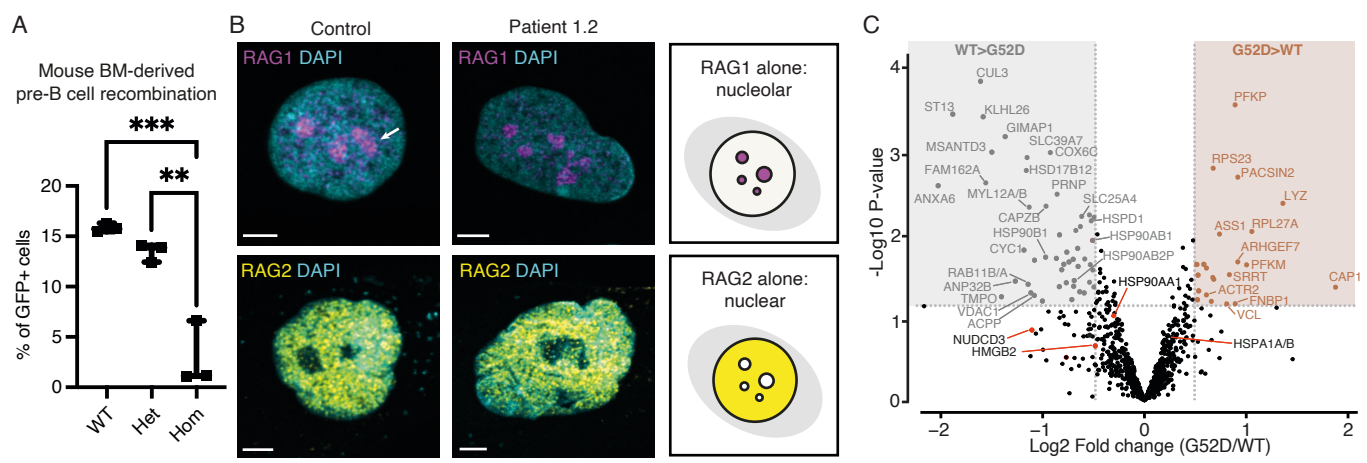 A
Mouse BM-derived
pre-B cell recombination
***
**
% of GFP+ cells
20
15
10
5
0
WT
Het
Hom
B
Control
Patient 1.2
RAG1 DAPI
RAG1 DAPI
RAG1 alone:
nucleolar
RAG2 DAPI
RAG2 DAPI
RAG2 alone:
nuclear
C
WT>G52D
G52D>WT
-Log10 P-value
4
3
2
1
0
CUL3
ST13
KLHL26
GIMAP1
MSANTD3
SLC39A7
COX6C
FAM162A
HSD17B12
ANXA6
MYL12A/B
PRNP
CAPZB
SLC25A4
HSPD1
HSP90B1
HSP90AB1
CYC1
HSP90AB2P
RAB11B/A
ANP32B
TMPO
VDAC1
ACPP
HSP90AA1
NUDCD3
HMGB2
PFKP
RPS23
PACSIN2
LYZ
ASS1
RPL27A
ARHGEF7
PFKM
SRRT
CAP1
ACTR2
FNBP1
VCL
HSPA1A/B
−2
−1
0
1
2
Log2 Fold change (G52D/WT)